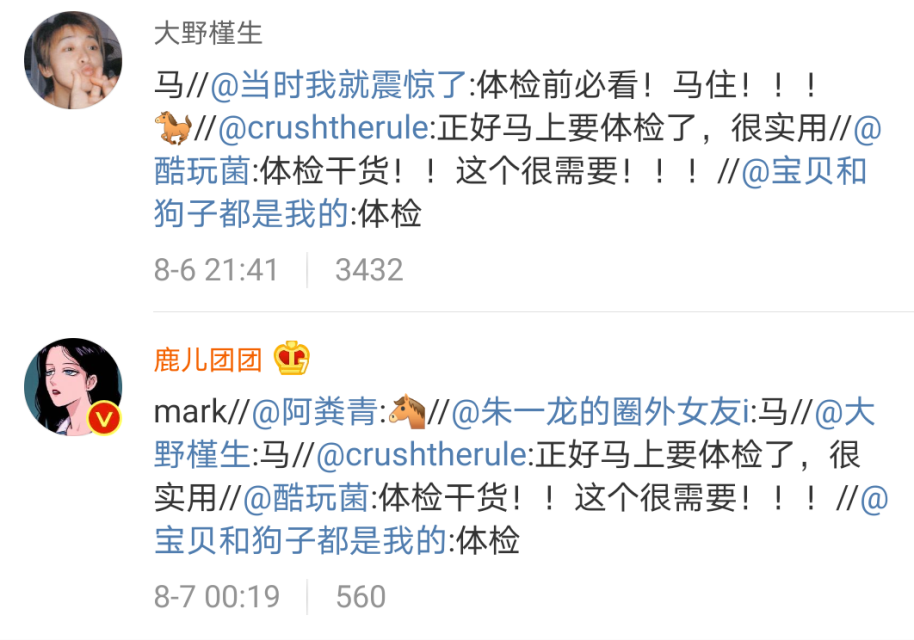 大野槿生
马//@当时我就震惊了:体检前必看！马住！！！
🐎//@crushtherule:正好马上要体检了，很实用//@
酷玩菌:体检干货！！这个很需要！！！//@宝贝和
狗子都是我的:体检
8-6 21:41 3432
鹿儿团团
mark//@阿粪青:🐴//@朱一龙的圈外女友i:马//@大
野槿生:马//@crushtherule:正好马上要体检了，很
实用//@酷玩菌:体检干货！！这个很需要！！！//@
宝贝和狗子都是我的:体检
8-7 00:19 560